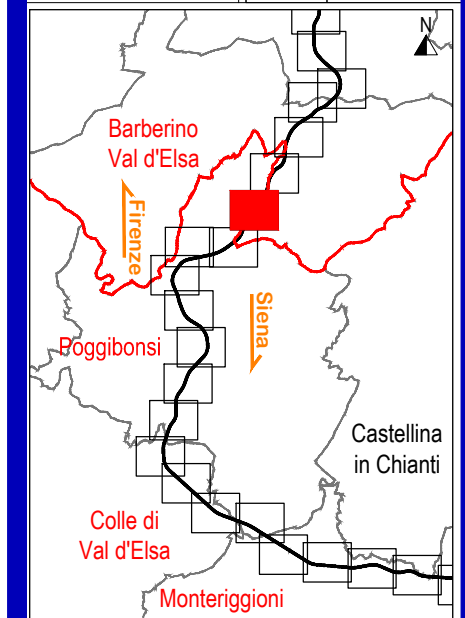 N
Barberino
Val d'Elsa
Firenze
Siena
Poggibonsi
Castellina
in Chianti
Colle di
Val d'Elsa
Monteriggioni